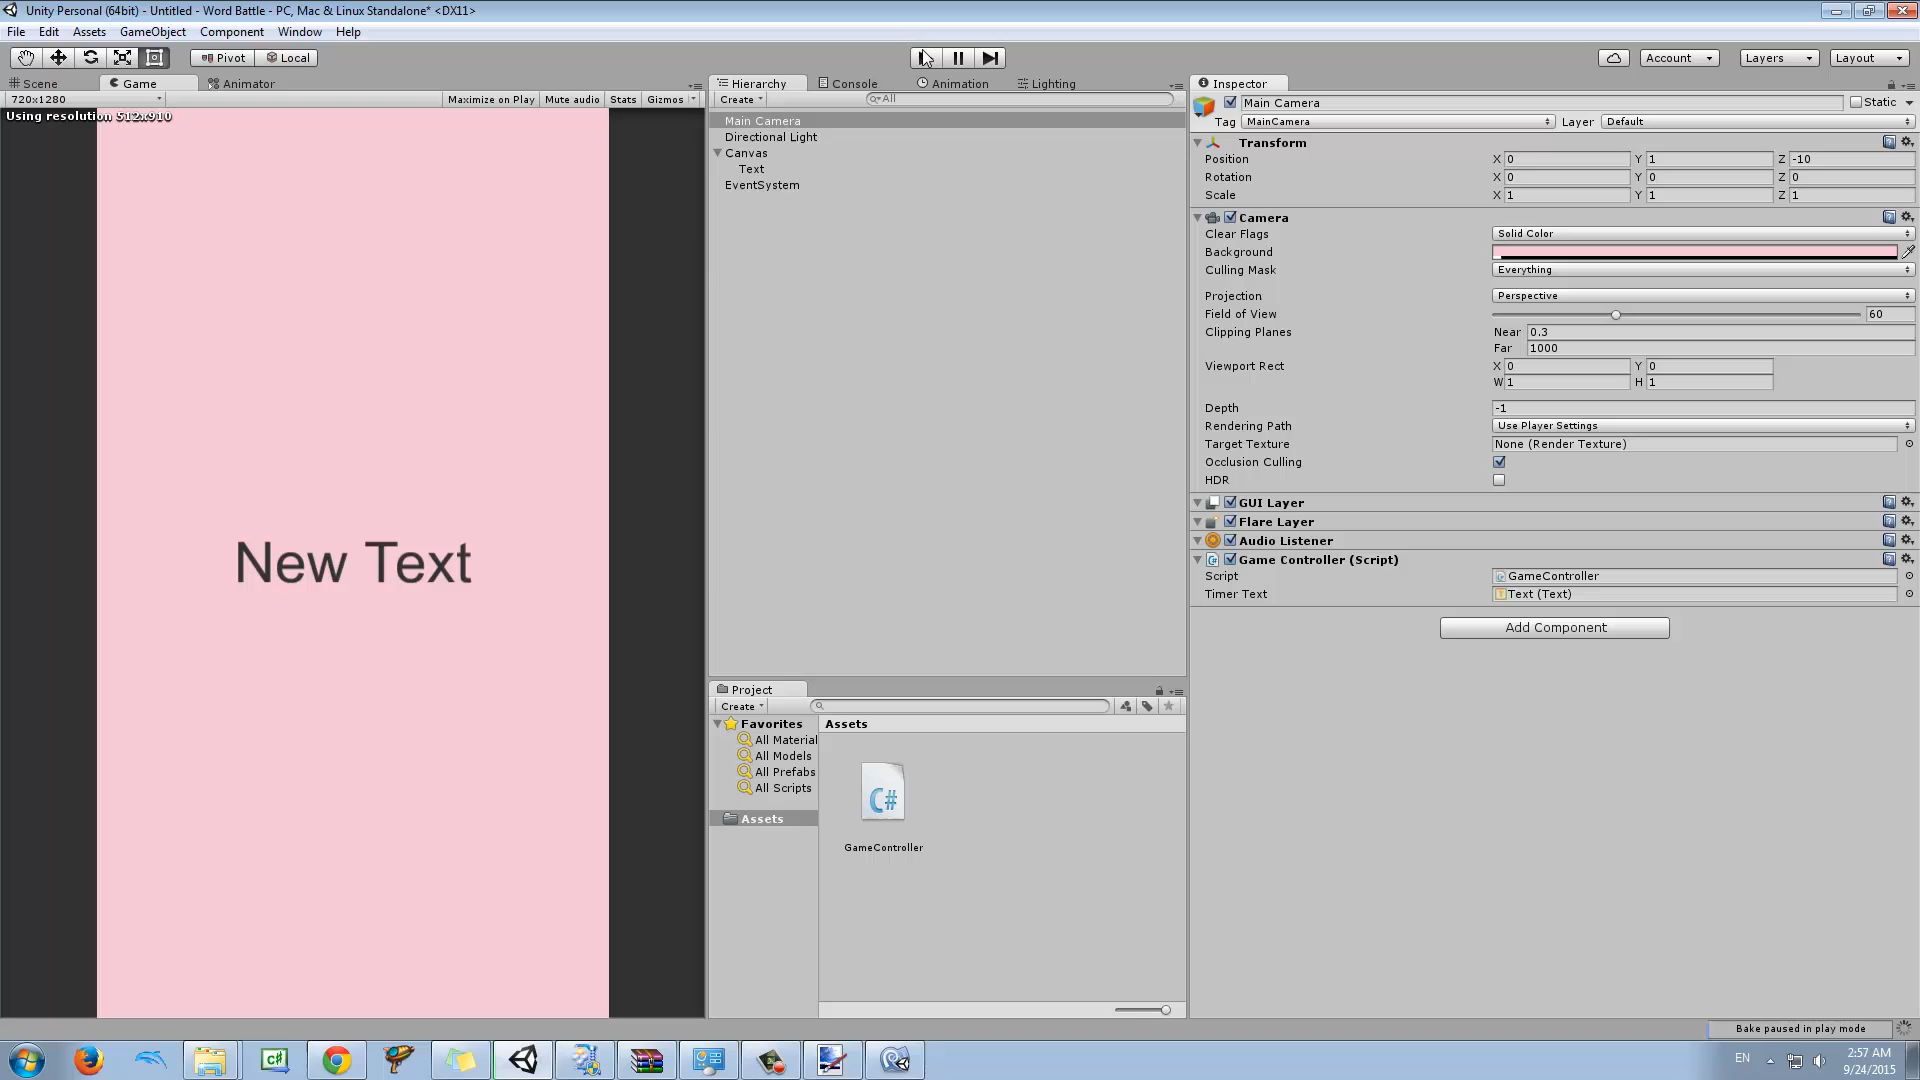 Unity Personal (64bit) - Untitled - Word Battle - PC, Mac & Linux Standalone* <DX11>
File Edit Assets GameObject Component Window Help
Pivot Local Account Layers Layout
Scene Game Animator
720x1280 Maximize on Play Mute audio Stats Gizmos
Using resolution 512x910
New Text
Hierarchy Console Animation Lighting
Create All
Main Camera
Directional Light
Canvas
Text
EventSystem
Project
Create
Favorites
All Material
All Models
All Prefabs
All Scripts
Assets
Assets
C#
GameController
Inspector
Main Camera Static
Tag MainCamera Layer Default
Transform
Position X 0 Y 1 Z -10
Rotation X 0 Y 0 Z 0
Scale X 1 Y 1 Z 1
Camera
Clear Flags Solid Color
Background
Culling Mask Everything
Projection Perspective
Field of View 60
Clipping Planes Near 0.3
Far 1000
Viewport Rect X 0 Y 0
W 1 H 1
Depth -1
Rendering Path Use Player Settings
Target Texture None (Render Texture)
Occlusion Culling
HDR
GUI Layer
Flare Layer
Audio Listener
Game Controller (Script)
Script GameController
Timer Text Text (Text)
Add Component
Bake paused in play mode
C#
EN 2:57 AM
9/24/2015